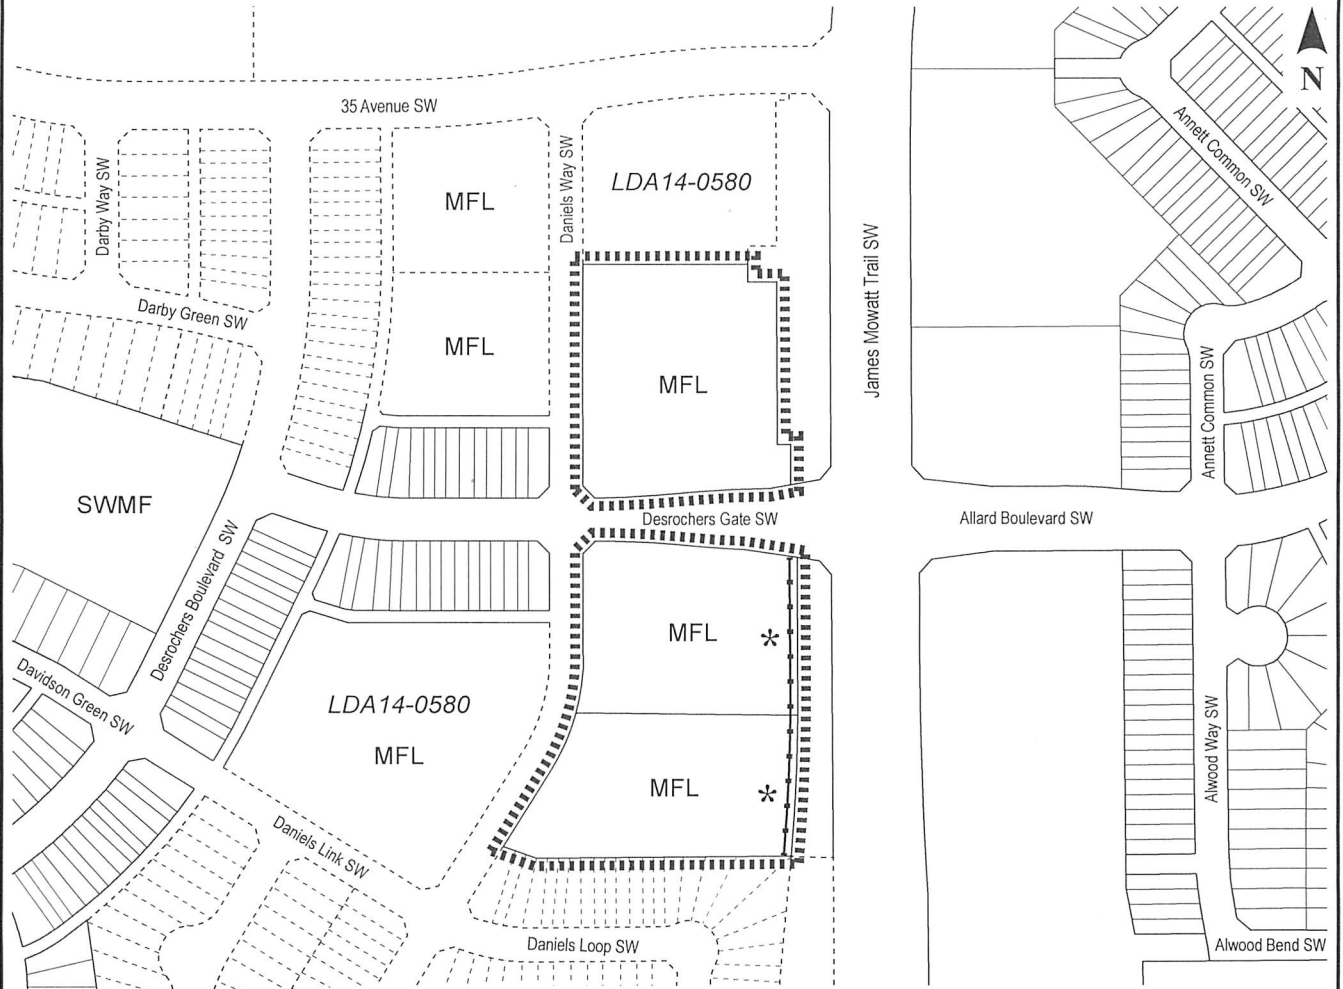 N
35 Avenue SW
Annett Common SW
Darby Way SW
MFL
Daniels Way SW
LDA14-0580
James Mowatt Trail SW
Darby Green SW
MFL
MFL
Annett Common SW
SWMF
Desrochers Gate SW
Allard Boulevard SW
Desrochers Boulevard SW
MFL
*
Davidson Green SW
LDA14-0580
MFL
MFL
*
Alwood Way SW
Daniels Link SW
Daniels Loop SW
Alwood Bend SW